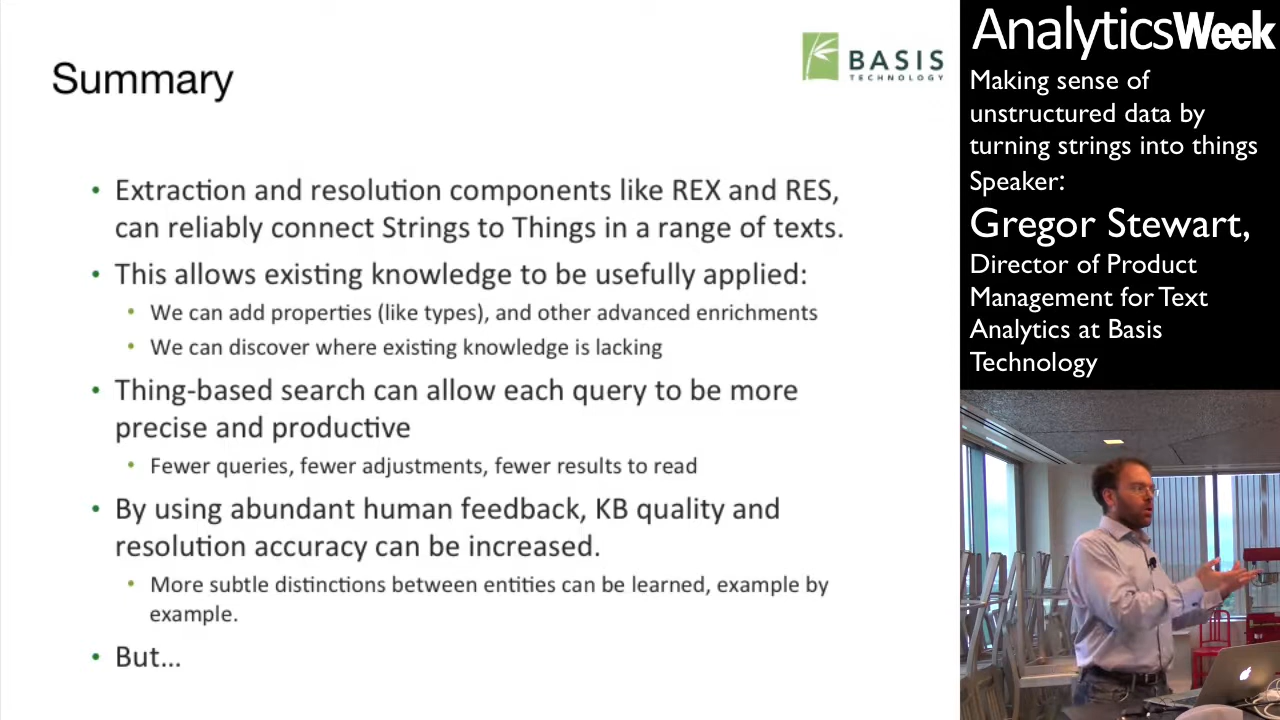 Summary
BASIS
TECHNOLOGY
• Extraction and resolution components like REX and RES,
can reliably connect Strings to Things in a range of texts.
• This allows existing knowledge to be usefully applied:
• We can add properties (like types), and other advanced enrichments
• We can discover where existing knowledge is lacking
• Thing-based search can allow each query to be more
precise and productive
• Fewer queries, fewer adjustments, fewer results to read
• By using abundant human feedback, KB quality and
resolution accuracy can be increased.
• More subtle distinctions between entities can be learned, example by
example.
• But...
AnalyticsWeek
Making sense of
unstructured data by
turning strings into things
Speaker:
Gregor Stewart,
Director of Product
Management for Text
Analytics at Basis
Technology